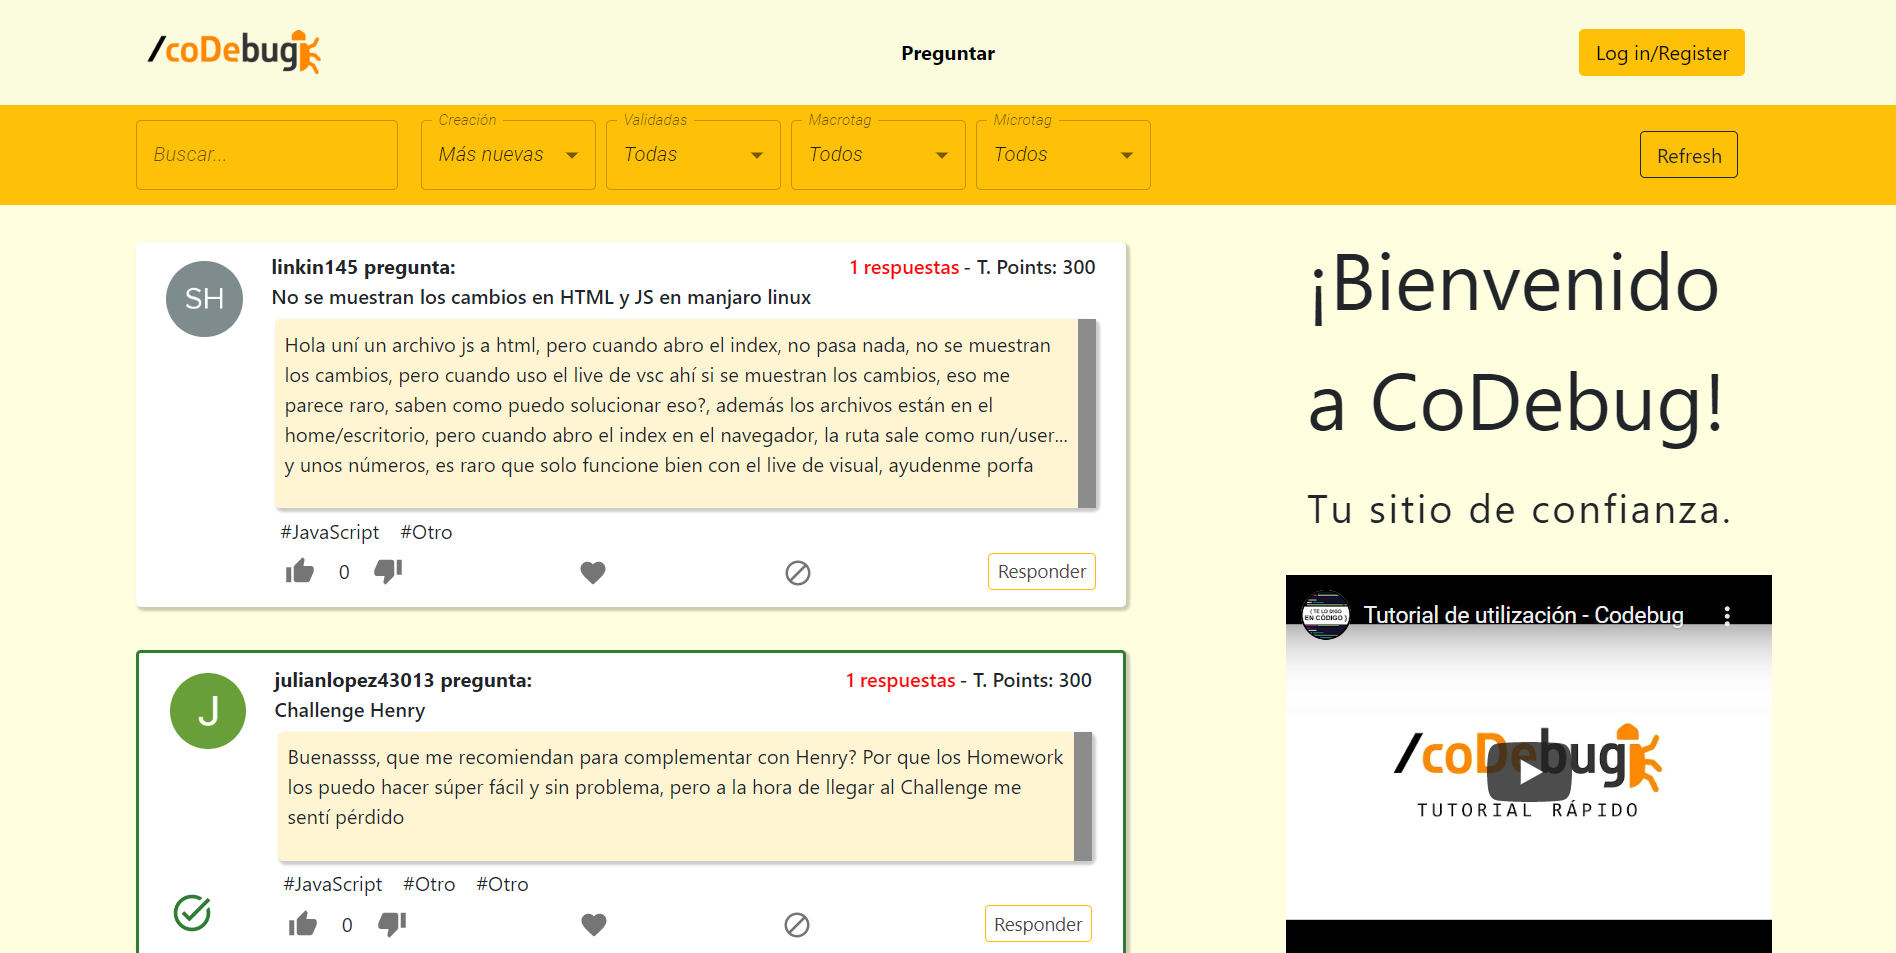 /coDebug
Preguntar
Log in/Register
Buscar...
Creación
Más nuevas
Validadas
Todas
Macrotag
Todos
Microtag
Todos
Refresh
SH
linkin145 pregunta:
1 respuestas - T. Points: 300
No se muestran los cambios en HTML y JS en manjaro linux
Hola uní un archivo js a html, pero cuando abro el index, no pasa nada, no se muestran
los cambios, pero cuando uso el live de vsc ahí si se muestran los cambios, eso me
parece raro, saben como puedo solucionar eso?, además los archivos están en el
home/escritorio, pero cuando abro el index en el navegador, la ruta sale como run/user...
y unos números, es raro que solo funcione bien con el live de visual, ayudenme porfa
#JavaScript #Otro
0
Responder
J
julianlopez43013 pregunta:
1 respuestas - T. Points: 300
Challenge Henry
Buenassss, que me recomiendan para complementar con Henry? Por que los Homework
los puedo hacer súper fácil y sin problema, pero a la hora de llegar al Challenge me
sentí pérdido
#JavaScript #Otro #Otro
0
Responder
¡Bienvenido
a CoDebug!
Tu sitio de confianza.
{ TE LO DIGO
EN CÓDIGO }
Tutorial de utilización - Codebug
/coDebug
TUTORIAL RÁPIDO